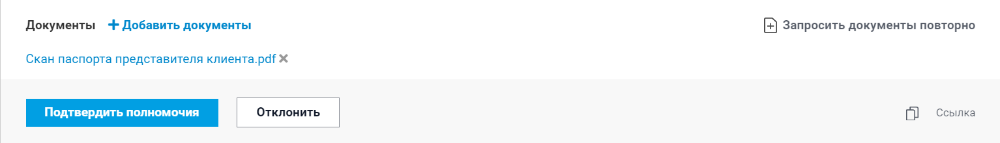 Документы + Добавить документы Запросить документы повторно
Скан паспорта представителя клиента.pdf
Подтвердить полномочия Отклонить Ссылка